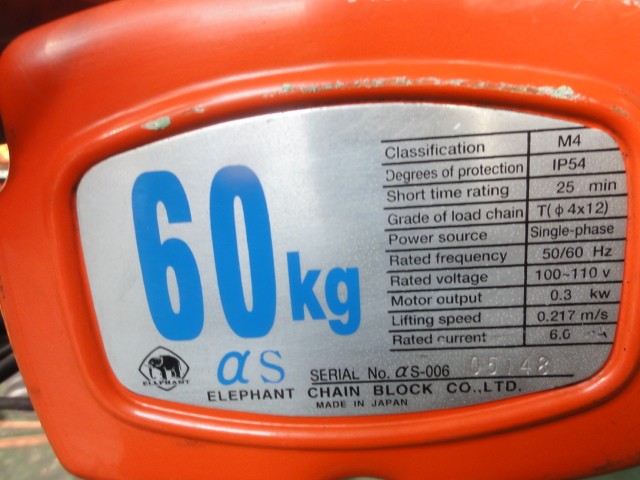 60kg
αS
ELEPHANT
Classification M4
Degrees of protection IP54
Short time rating 25 min
Grade of load chain T(φ4x12)
Power source Single-phase
Rated frequency 50/60 Hz
Rated voltage 100~110 v
Motor output 0.3 kw
Lifting speed 0.217 m/s
Rated current 6.0
SERIAL No. αS-006
ELEPHANT CHAIN BLOCK CO.,LTD.
MADE IN JAPAN